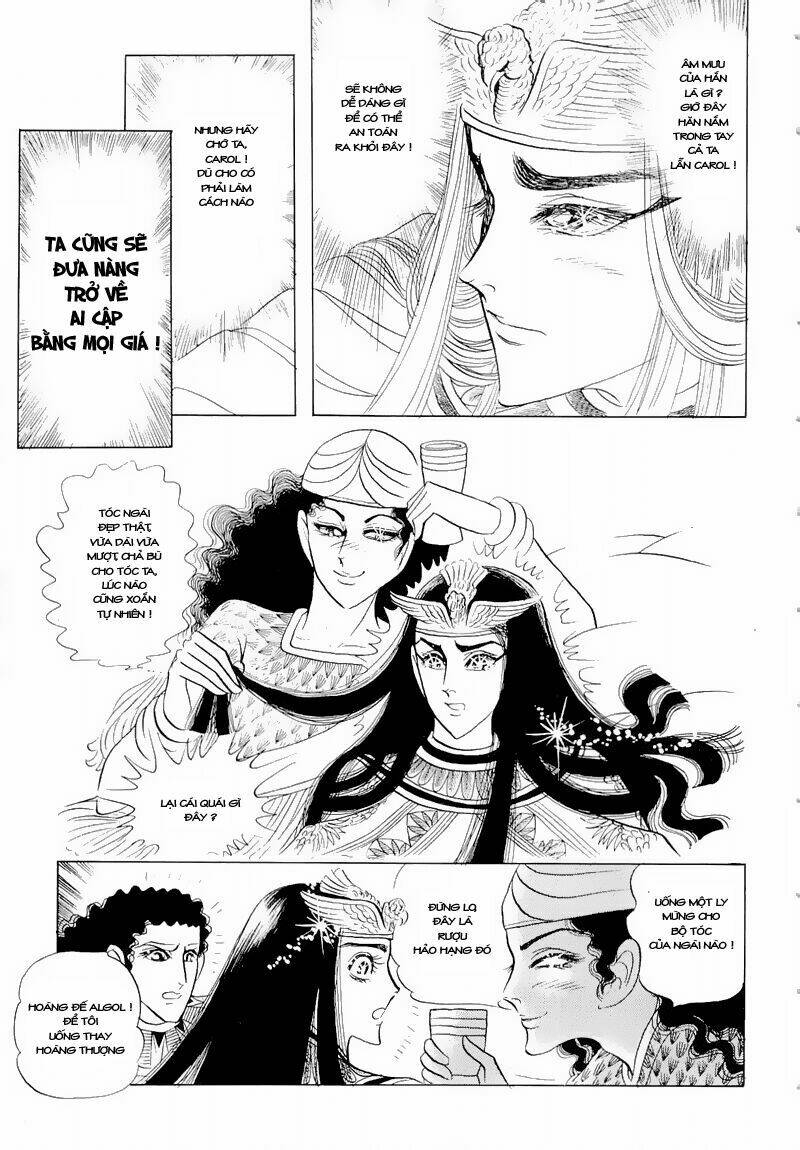 ÂM MƯU
CỦA HẮN
LÀ GÌ ?
GIỜ ĐÂY
HẮN NẮM
TRONG TAY
CẢ TA
LẪN CAROL !
SẼ KHÔNG
DỄ DÀNG GÌ
ĐỂ CÓ THỂ
AN TOÀN
RA KHỎI ĐÂY !
NHƯNG HÃY
CHỜ TA,
CAROL !
DÙ CHO CÓ
PHẢI LÀM
CÁCH NÀO
TA CŨNG SẼ
ĐƯA NÀNG
TRỞ VỀ
AI CẬP
BẰNG MỌI GIÁ !
TÓC NGÀI
ĐẸP THẬT,
VỪA DÀI VỪA
MƯỢT, CHẢ BÙ
CHO TÓC TA,
LÚC NÀO
CŨNG XOẮN
TỰ NHIÊN !
LẠI CÁI QUÁI GÌ
ĐÂY ?
UỐNG MỘT LY
MỪNG CHO
BỘ TÓC
CỦA NGÀI NÀO !
ĐỪNG LO,
ĐÂY LÀ
RƯỢU
HẢO HẠNG ĐÓ
HOÀNG ĐẾ ALGOL !
ĐỂ TÔI
UỐNG THAY
HOÀNG THƯỢNG